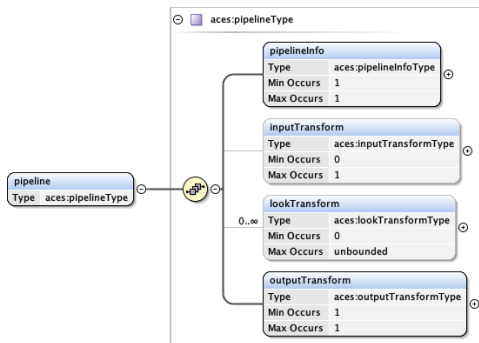 aces:pipelineType
pipelineInfo
Type aces:pipelineInfoType
Min Occurs 1
Max Occurs 1
inputTransform
Type aces:inputTransformType
Min Occurs 0
Max Occurs 1
pipeline
Type aces:pipelineType
0..∞
lookTransform
Type aces:lookTransformType
Min Occurs 0
Max Occurs unbounded
outputTransform
Type aces:outputTransformType
Min Occurs 1
Max Occurs 1